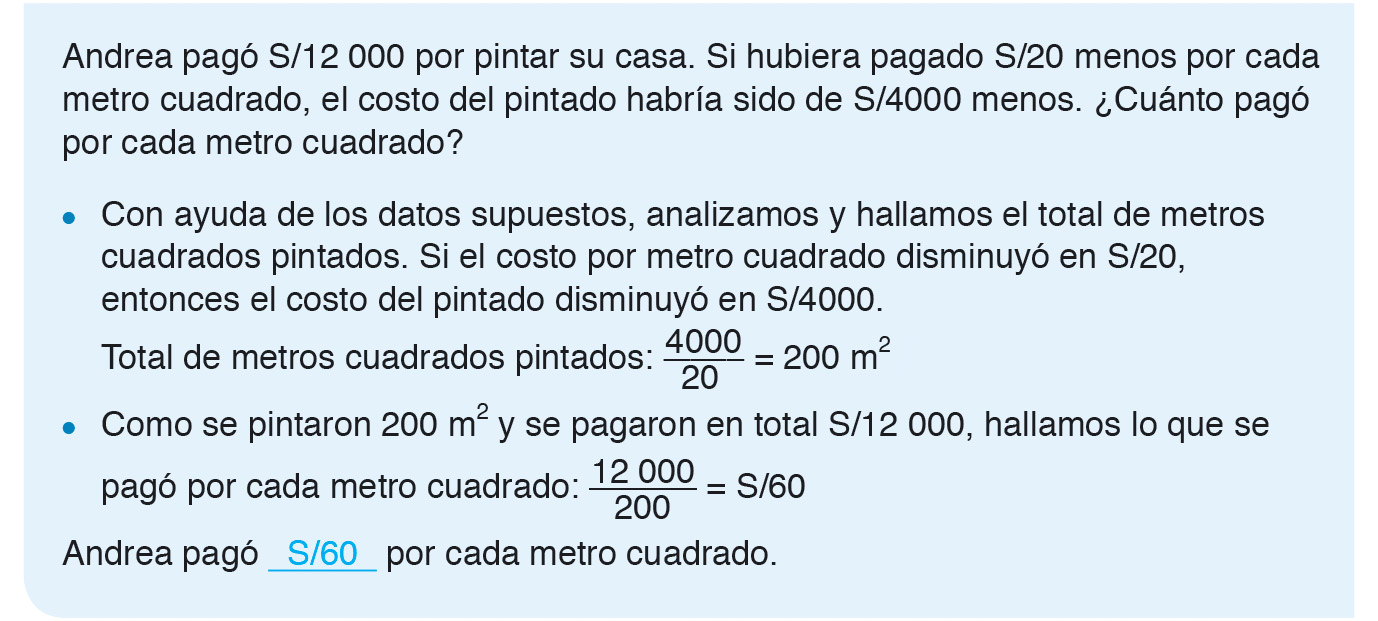 Andrea pagó S/12 000 por pintar su casa. Si hubiera pagado S/20 menos por cada
metro cuadrado, el costo del pintado habría sido de S/4000 menos. ¿Cuánto pagó
por cada metro cuadrado?
• Con ayuda de los datos supuestos, analizamos y hallamos el total de metros
cuadrados pintados. Si el costo por metro cuadrado disminuyó en S/20,
entonces el costo del pintado disminuyó en S/4000.
Total de metros cuadrados pintados: 4000/20 = 200 m²
• Como se pintaron 200 m² y se pagaron en total S/12 000, hallamos lo que se
pagó por cada metro cuadrado: 12 000/200 = S/60
Andrea pagó S/60 por cada metro cuadrado.